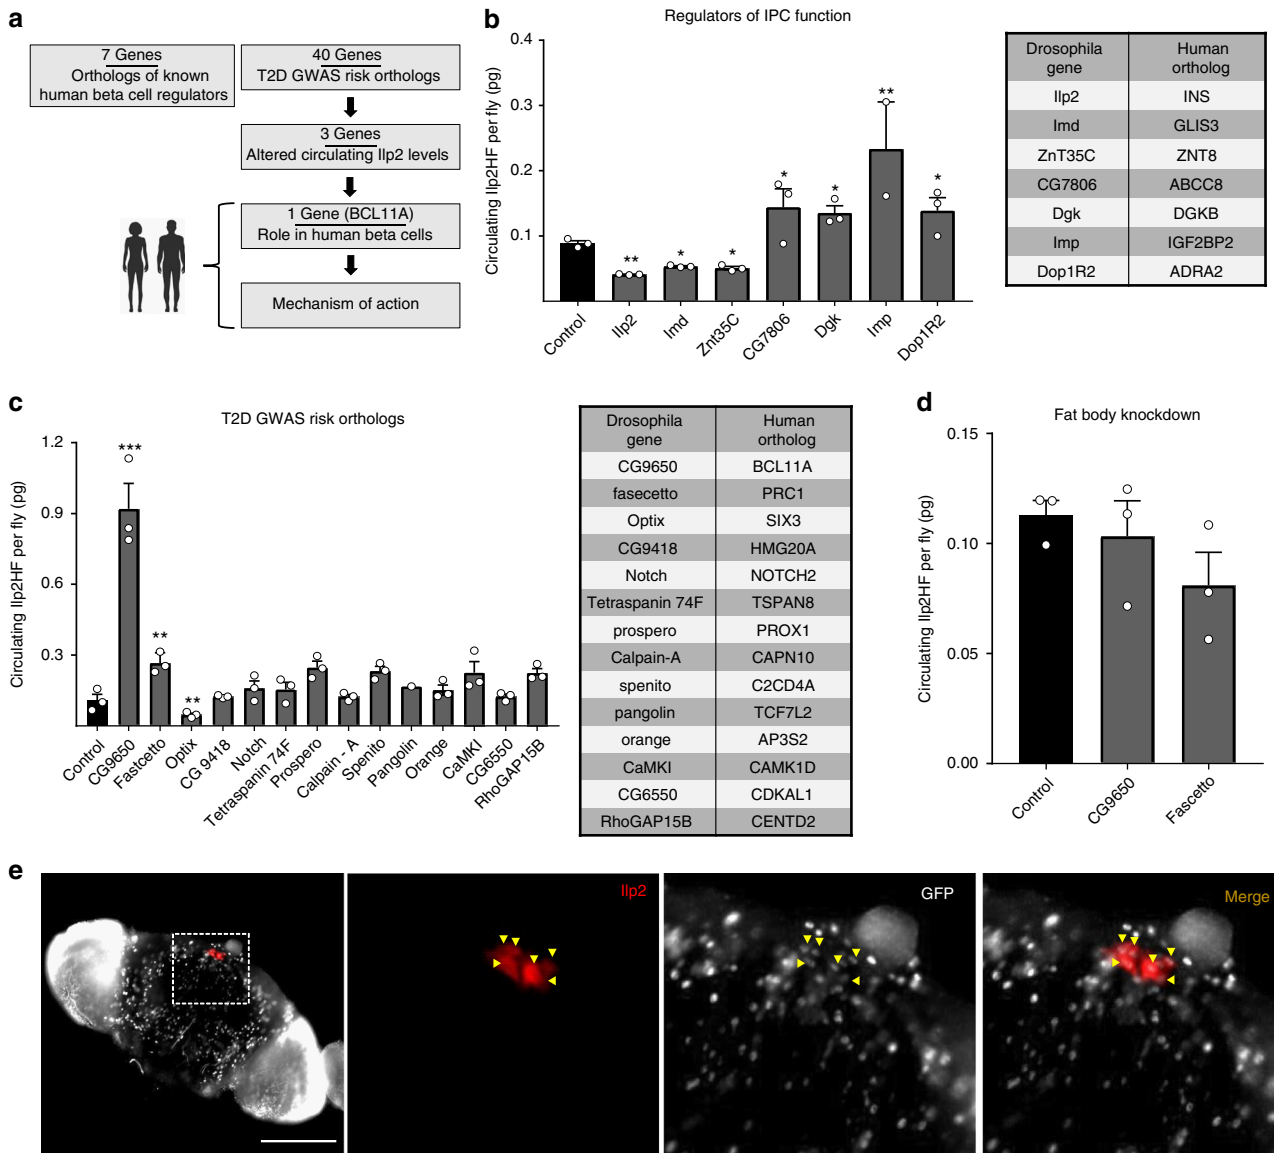 a
7 Genes
Orthologs of known
human beta cell regulators
40 Genes
T2D GWAS risk orthologs
3 Genes
Altered circulating Ilp2 levels
1 Gene (BCL11A)
Role in human beta cells
Mechanism of action
b
Regulators of IPC function
Circulating Ilp2HF per fly (pg)
0.4
0.3
0.2
0.1
**
*
*
*
*
**
*
Control
Ilp2
Imd
Znt35C
CG7806
Dgk
Imp
Dop1R2
Drosophila gene
Human ortholog
Ilp2 INS
Imd GLIS3
ZnT35C ZNT8
CG7806 ABCC8
Dgk DGKB
Imp IGF2BP2
Dop1R2 ADRA2
c
T2D GWAS risk orthologs
Circulating Ilp2HF per fly (pg)
1.2
0.9
0.6
0.3
***
**
**
Control
CG9650
Fastcetto
Optix
CG 9418
Notch
Tetraspanin 74F
Prospero
Calpain - A
Spenito
Pangolin
Orange
CaMKI
CG6550
RhoGAP15B
Drosophila gene
Human ortholog
CG9650 BCL11A
fasecetto PRC1
Optix SIX3
CG9418 HMG20A
Notch NOTCH2
Tetraspanin 74F TSPAN8
prospero PROX1
Calpain-A CAPN10
spenito C2CD4A
pangolin TCF7L2
orange AP3S2
CaMKI CAMK1D
CG6550 CDKAL1
RhoGAP15B CENTD2
d
Fat body knockdown
Circulating Ilp2HF per fly (pg)
0.15
0.10
0.05
0.00
Control
CG9650
Fascetto
e
Ilp2
GFP
Merge